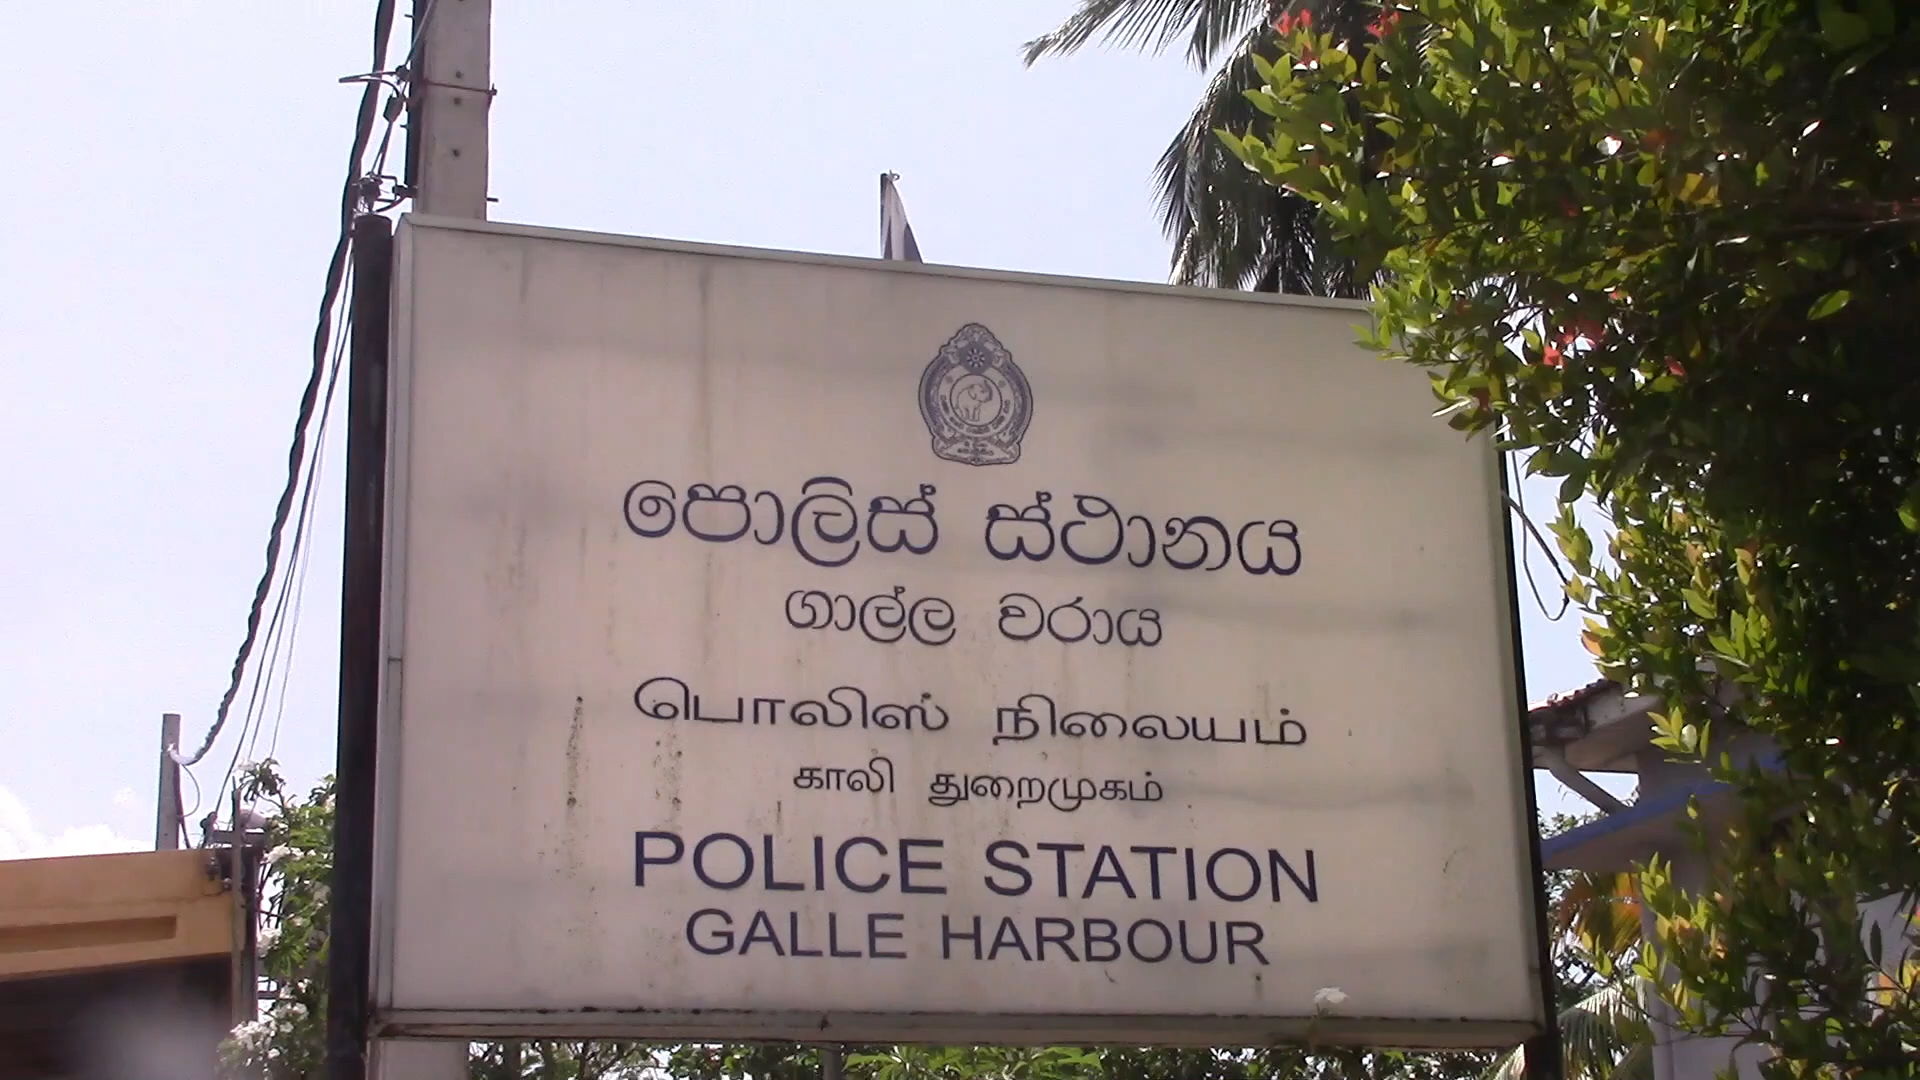 පොලිස් ස්ථානය
ගාල්ල වරාය
பொலிஸ் நிலையம்
காலி துறைமுகம்
POLICE STATION
GALLE HARBOUR